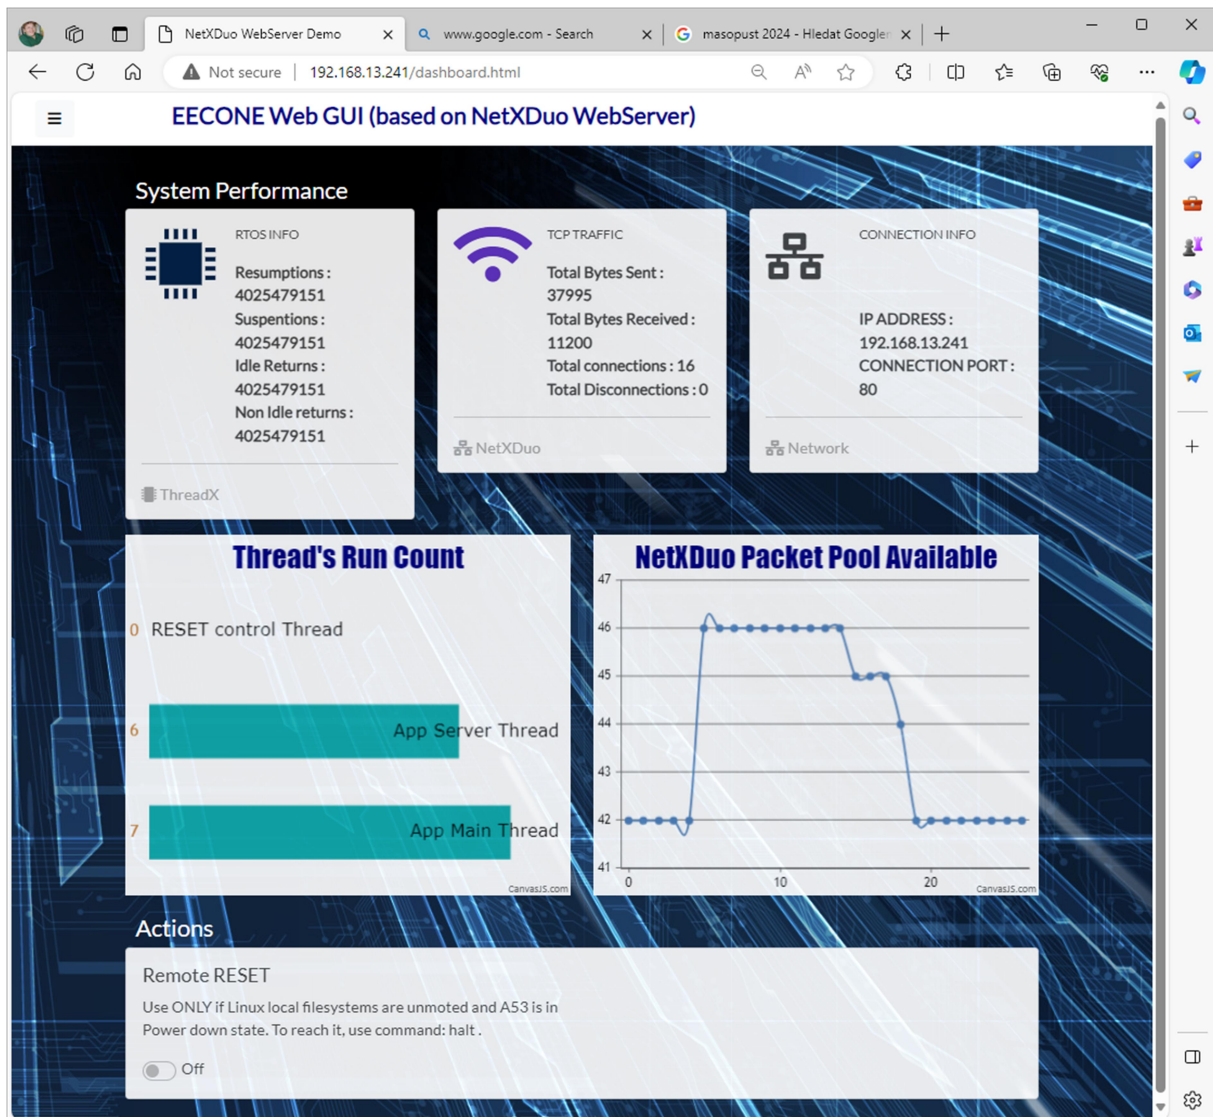 NetXDuo WebServer Demo
www.google.com - Search
masopust 2024 - Hledat Googlem
Not secure
192.168.13.241/dashboard.html
EECONE Web GUI (based on NetXDuo WebServer)
System Performance
RTOS INFO
Resumptions :
4025479151
Suspentions :
4025479151
Idle Returns :
4025479151
Non Idle returns :
4025479151
ThreadX
TCP TRAFFIC
Total Bytes Sent :
37995
Total Bytes Received :
11200
Total connections : 16
Total Disconnections : 0
NetXDuo
CONNECTION INFO
IP ADDRESS :
192.168.13.241
CONNECTION PORT :
80
Network
Thread's Run Count
0 RESET control Thread
6 App Server Thread
7 App Main Thread
CanvasJS.com
NetXDuo Packet Pool Available
47
46
45
44
43
42
41
0 10 20
CanvasJS.com
Actions
Remote RESET
Use ONLY if Linux local filesystems are unmoted and A53 is in
Power down state. To reach it, use command: halt .
Off